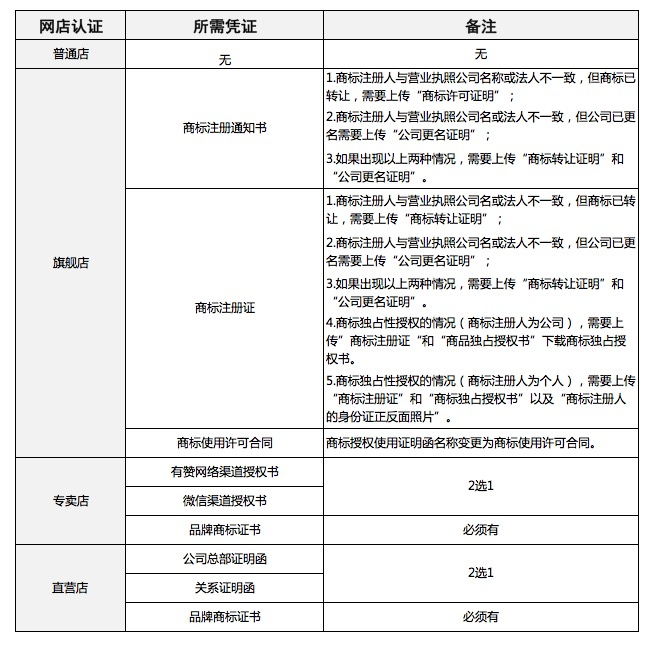 网店认证
所需凭证
备注
普通店
无
无
旗舰店
商标注册通知书
1.商标注册人与营业执照公司名称或法人不一致，但商标已
转让，需要上传“商标许可证明”；
2.商标注册人与营业执照公司名或法人不一致，但公司已更
名需要上传“公司更名证明”；
3.如果出现以上两种情况，需要上传“商标转让证明”和
“公司更名证明”。
商标注册证
1.商标注册人与营业执照公司名或法人不一致，但商标已转
让，需要上传“商标转让证明”；
2.商标注册人与营业执照公司名或法人不一致，但公司已更
名需要上传“公司更名证明”；
3.如果出现以上两种情况，需要上传“商标转让证明”和
“公司更名证明”。
4.商标独占性授权的情况（商标注册人为公司），需要上
传”商标注册证“和“商品独占授权书”下载商标独占授
权书。
5.商标独占性授权的情况（商标注册人为个人），需要上传
“商标注册证”和“商标独占授权书”以及“商标注册人
的身份证正反面照片”。
商标使用许可合同
商标授权使用证明函名称变更为商标使用许可合同。
专卖店
有赞网络渠道授权书
微信渠道授权书
2选1
品牌商标证书
必须有
直营店
公司总部证明函
关系证明函
2选1
品牌商标证书
必须有